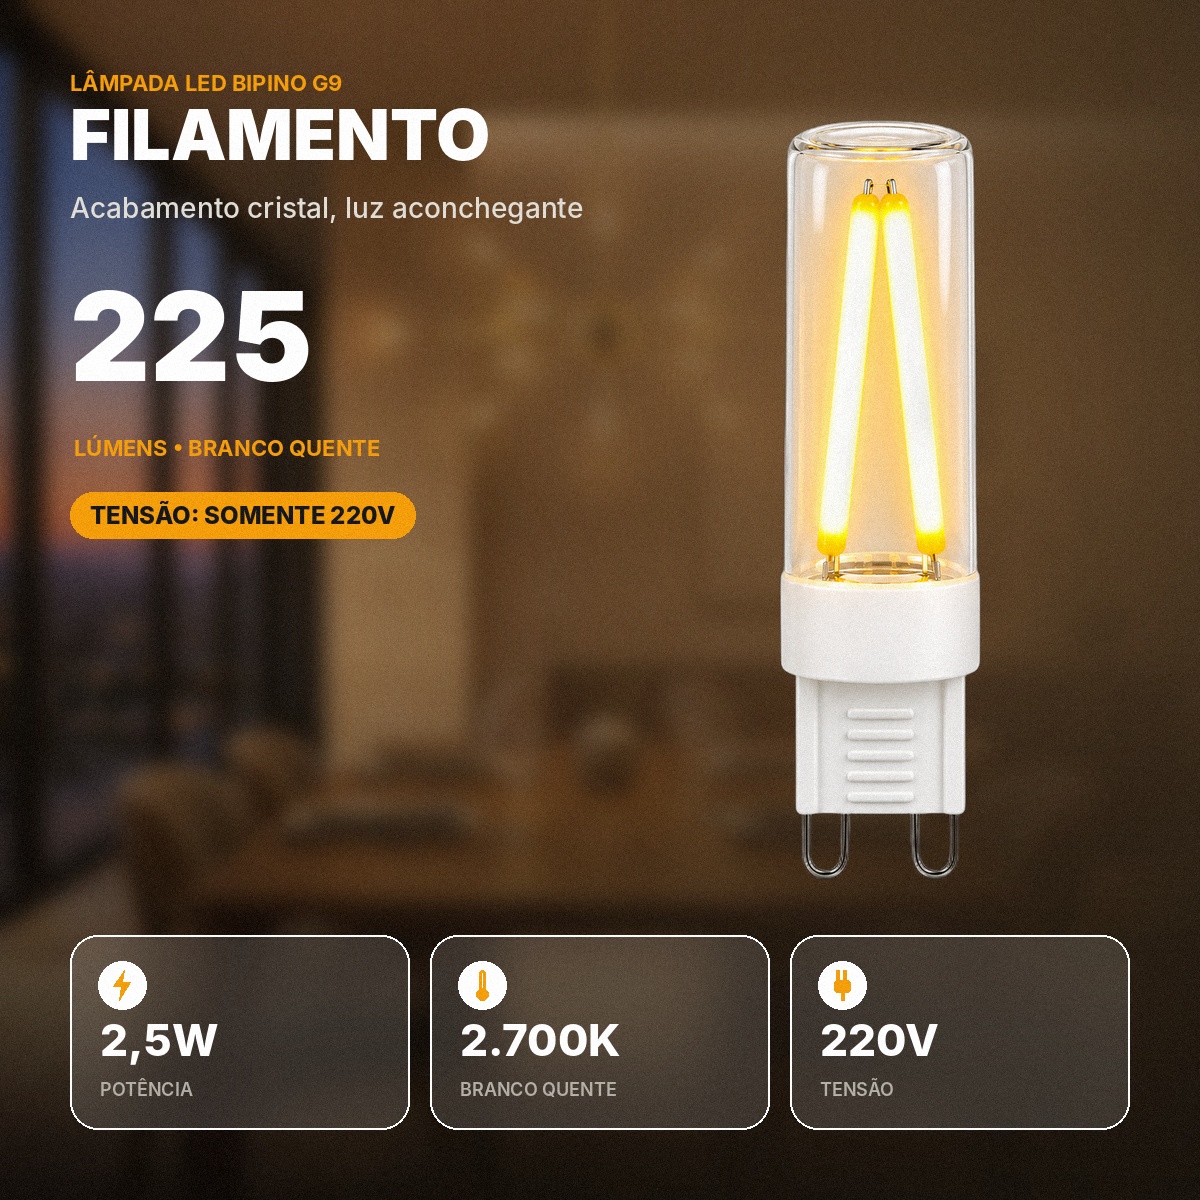 LÂMPADA LED BIPINO G9
FILAMENTO
Acabamento cristal, luz aconchegante
225
LÚMENS • BRANCO QUENTE
TENSÃO: SOMENTE 220V
2,5W
POTÊNCIA
2.700K
BRANCO QUENTE
220V
TENSÃO